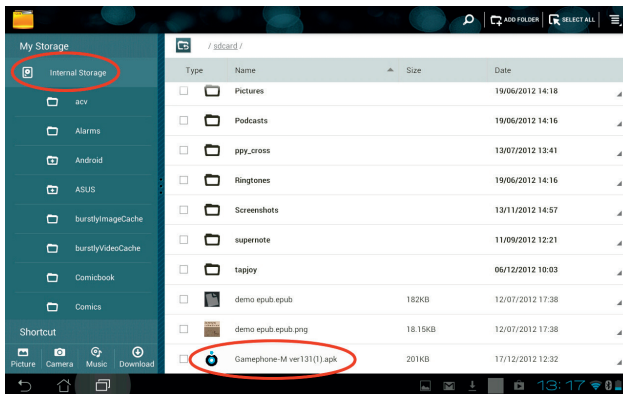 ADD FOLDER SELECT ALL
My Storage
/ sdcard /
Internal Storage
Type Name Size Date
acv
Alarms
Android
ASUS
burstlyImageCache
burstlyVideoCache
Comicbook
Comics
Pictures 19/06/2012 14:18
Podcasts 19/06/2012 14:16
ppy_cross 13/07/2012 13:41
Ringtones 19/06/2012 14:16
Screenshots 13/11/2012 14:57
supernote 11/09/2012 12:21
tapjoy 06/12/2012 10:03
demo epub.epub 182KB 12/07/2012 17:38
demo epub.epub.png 18.15KB 12/07/2012 17:38
Gamephone-M ver131(1).apk 201KB 17/12/2012 12:32
Shortcut
Picture Camera Music Download
13:17